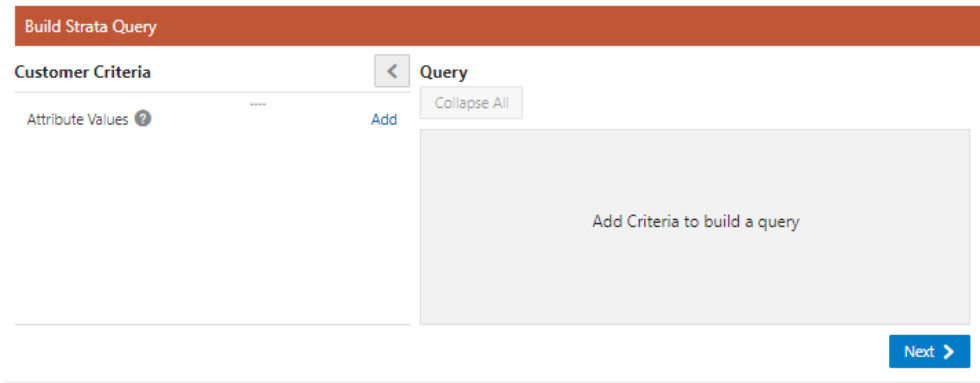 Build Strata Query
Customer Criteria
Attribute Values
Add
Query
Collapse All
Add Criteria to build a query
Next